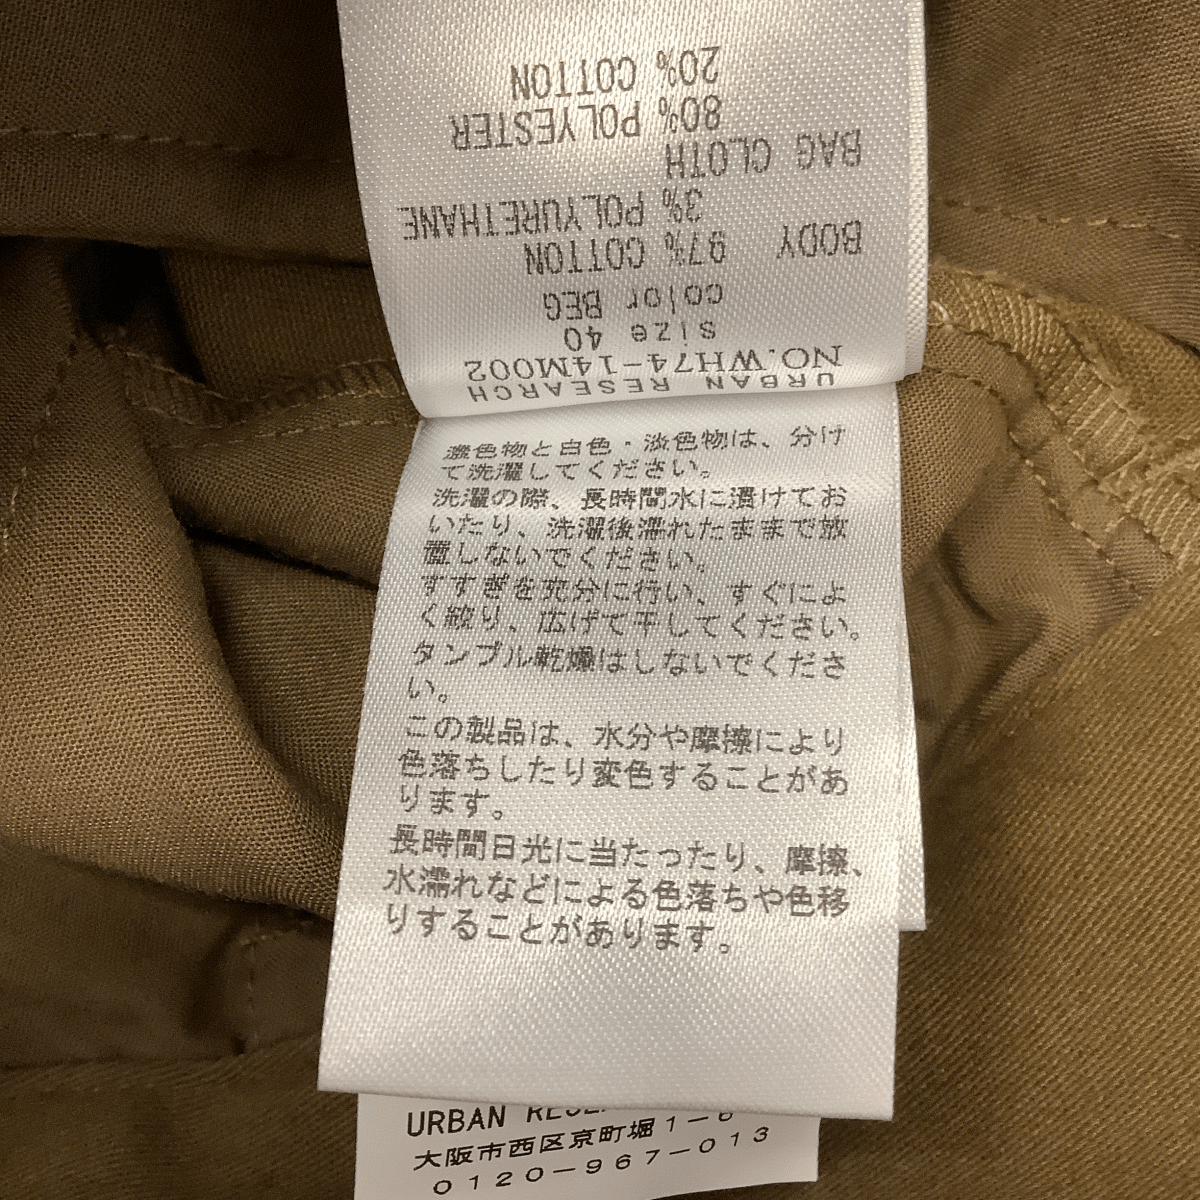 URBAN RESEARCH
NO.WH74-14M002
size 40
color BEG
BODY 97% COTTON
3% POLYURETHANE
BAG CLOTH
80% POLYESTER
20% COTTON
濃色物と白色・淡色物は、分け
て洗濯してください。
洗濯の際、長時間水に漬けてお
いたり、洗濯後濡れたままで放
置しないでください。
すすぎを充分に行い、すぐによ
く絞り、広げて干してください。
タンブル乾燥はしないでくださ
い。
この製品は、水分や摩擦により
色落ちしたり変色することがあ
ります。
長時間日光に当たったり、摩擦、
水濡れなどによる色落ちや色移
りすることがあります。
URBAN
大阪市西区京町堀1-6
0120-967-013